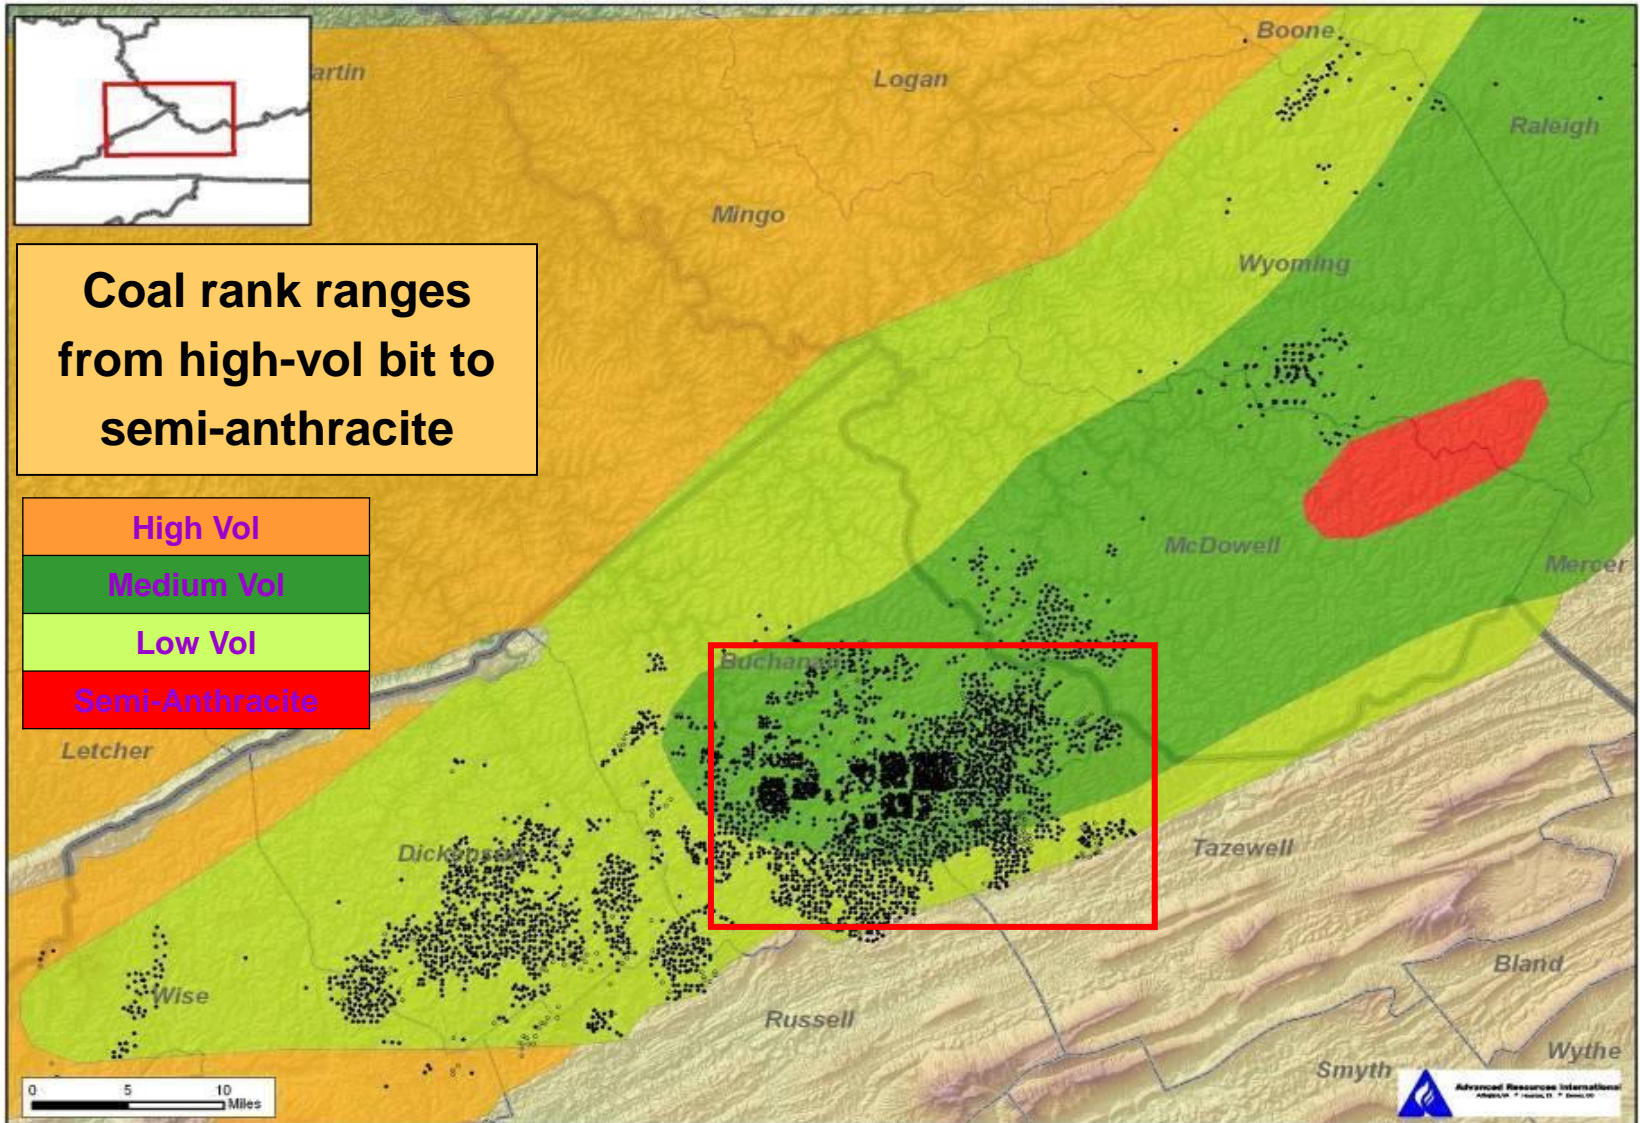 Boone
artin
Logan
Raleigh
Mingo
Wyoming
Coal rank ranges
from high-vol bit to
semi-anthracite
High Vol
Medium Vol
Low Vol
Semi-Anthracite
McDowell
Mercer
Buchanan
Letcher
Dickenson
Tazewell
Wise
Bland
Russell
Wythe
Smyth
0 5 10
Miles
Advanced Resources International